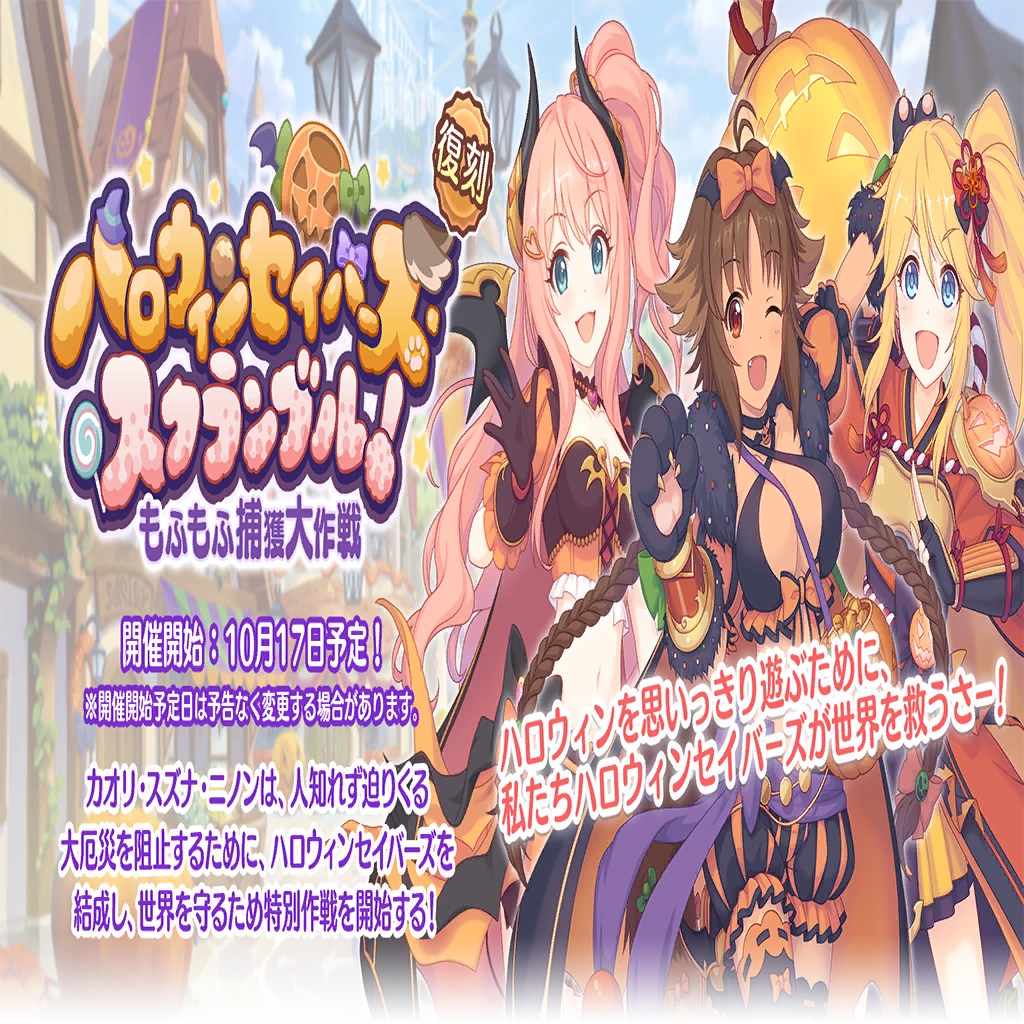 復刻
ハロウィンセイバーズ
スクランブル!
もふもふ捕獲大作戦
開催開始:10月17日予定!
※開催開始予定日は予告なく変更する場合があります。
カオリ・スズナ・ニノンは、人知れず迫りくる
大厄災を阻止するために、ハロウィンセイバーズを
結成し、世界を守るため特別作戦を開始する!
ハロウィンを思いっきり遊ぶために、
私たちハロウィンセイバーズが世界を救うさー!